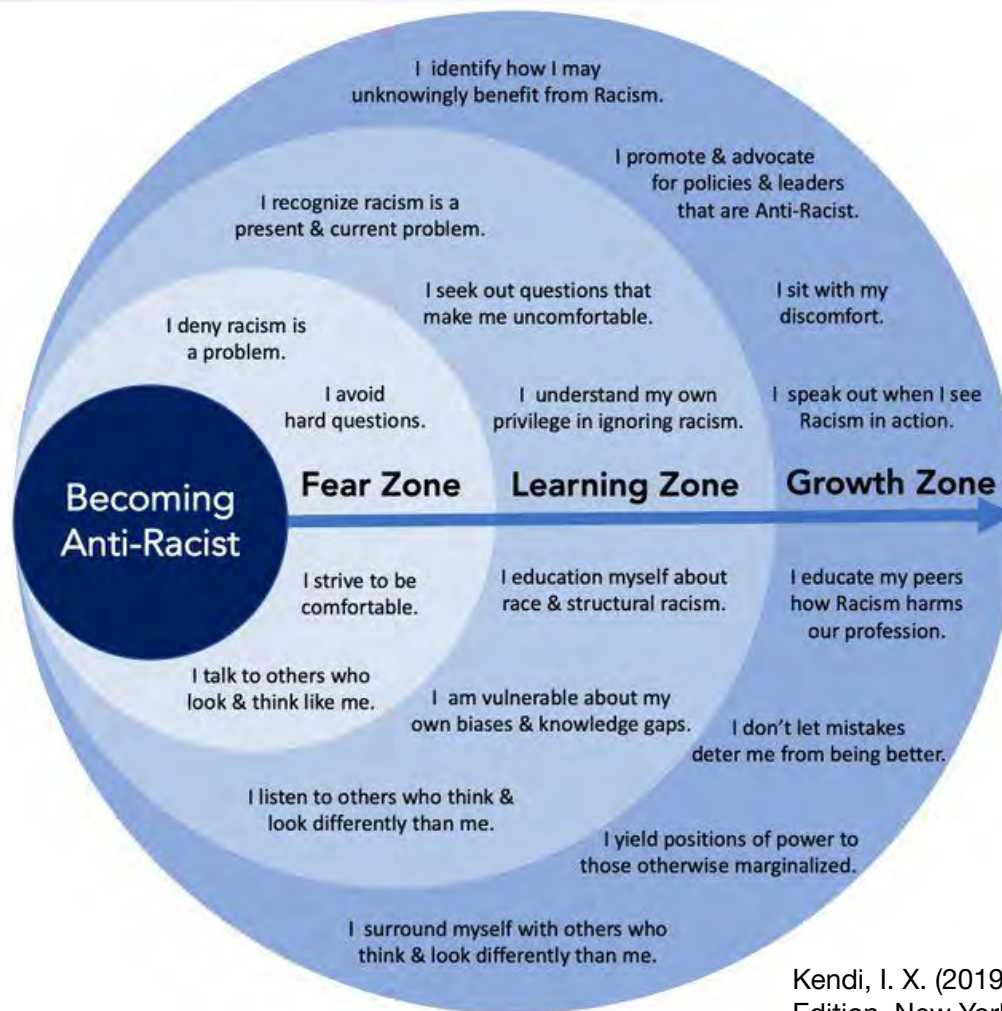 I identify how I may
unknowingly benefit from Racism.
I promote & advocate
for policies & leaders
that are Anti-Racist.
I recognize racism is a
present & current problem.
I seek out questions that
make me uncomfortable.
I sit with my
discomfort.
I deny racism is
a problem.
I avoid
hard questions.
I understand my own
privilege in ignoring racism.
I speak out when I see
Racism in action.
Becoming
Anti-Racist
Fear Zone
Learning Zone
Growth Zone
I strive to be
comfortable.
I education myself about
race & structural racism.
I educate my peers
how Racism harms
our profession.
I talk to others who
look & think like me.
I am vulnerable about my
own biases & knowledge gaps.
I don't let mistakes
deter me from being better.
I listen to others who think &
look differently than me.
I yield positions of power to
those otherwise marginalized.
I surround myself with others who
think & look differently than me.
Kendi, I. X. (2019